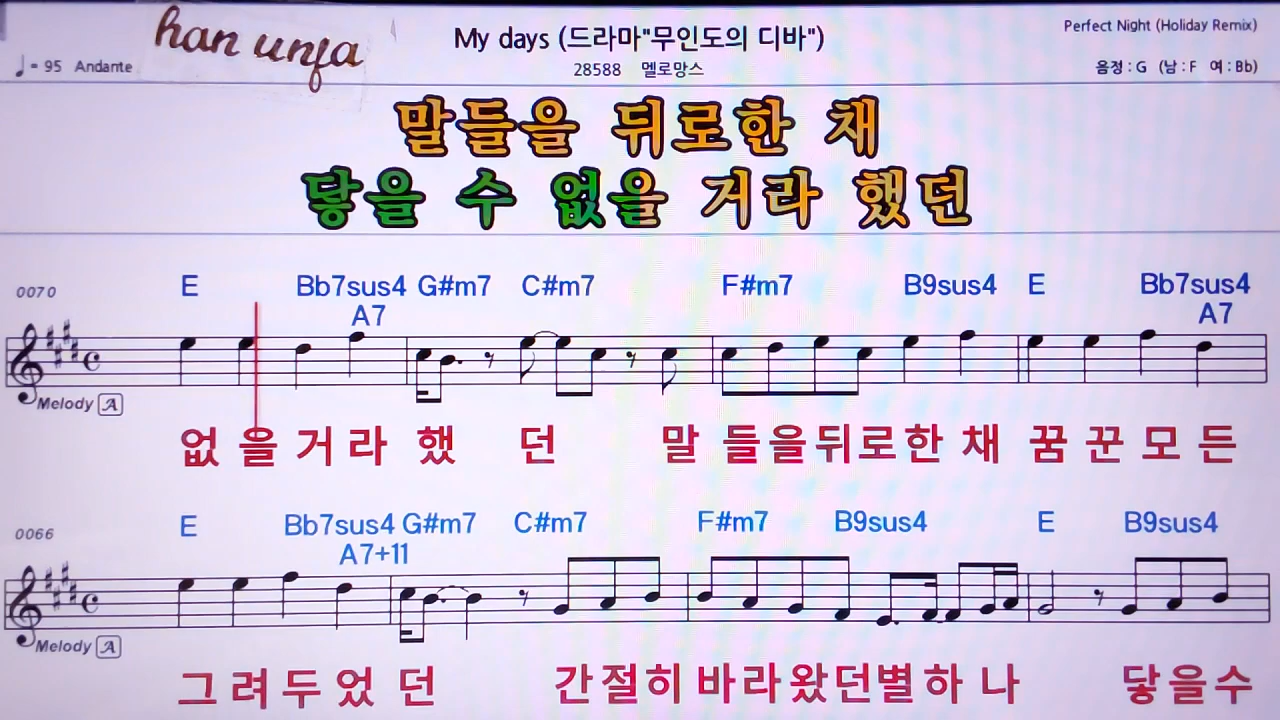 han unfa
My days (드라마"무인도의 디바")
Perfect Night (Holiday Remix)
♩= 95 Andante
28588 멜로망스
음정 : G (남 : F 여 : Bb)
말들을 뒤로한 채
닿을 수 없을 거라 했던
0070 E Bb7sus4 G#m7 C#m7 F#m7 B9sus4 E Bb7sus4
A7 A7
Melody A
없 을 거 라 했 던 말 들을뒤로한 채 꿈 꾼 모 든
0066 E Bb7sus4 G#m7 C#m7 F#m7 B9sus4 E B9sus4
A7+11
Melody A
그 려 두 었 던 간절히 바라왔던별하 나 닿을수